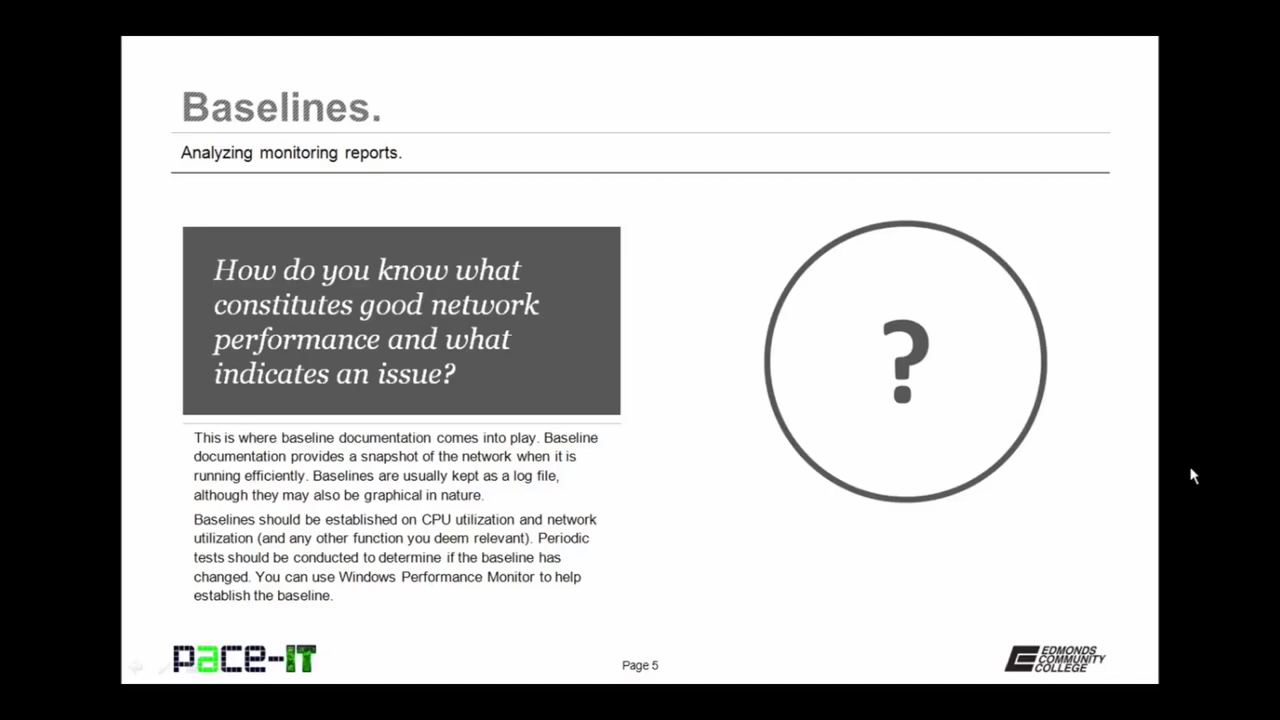 Baselines.
Analyzing monitoring reports.
How do you know what
constitutes good network
performance and what
indicates an issue?
?
This is where baseline documentation comes into play. Baseline
documentation provides a snapshot of the network when it is
running efficiently. Baselines are usually kept as a log file,
although they may also be graphical in nature.
Baselines should be established on CPU utilization and network
utilization (and any other function you deem relevant). Periodic
tests should be conducted to determine if the baseline has
changed. You can use Windows Performance Monitor to help
establish the baseline.
pace-IT
Page 5
EDMONDS
COMMUNITY
COLLEGE